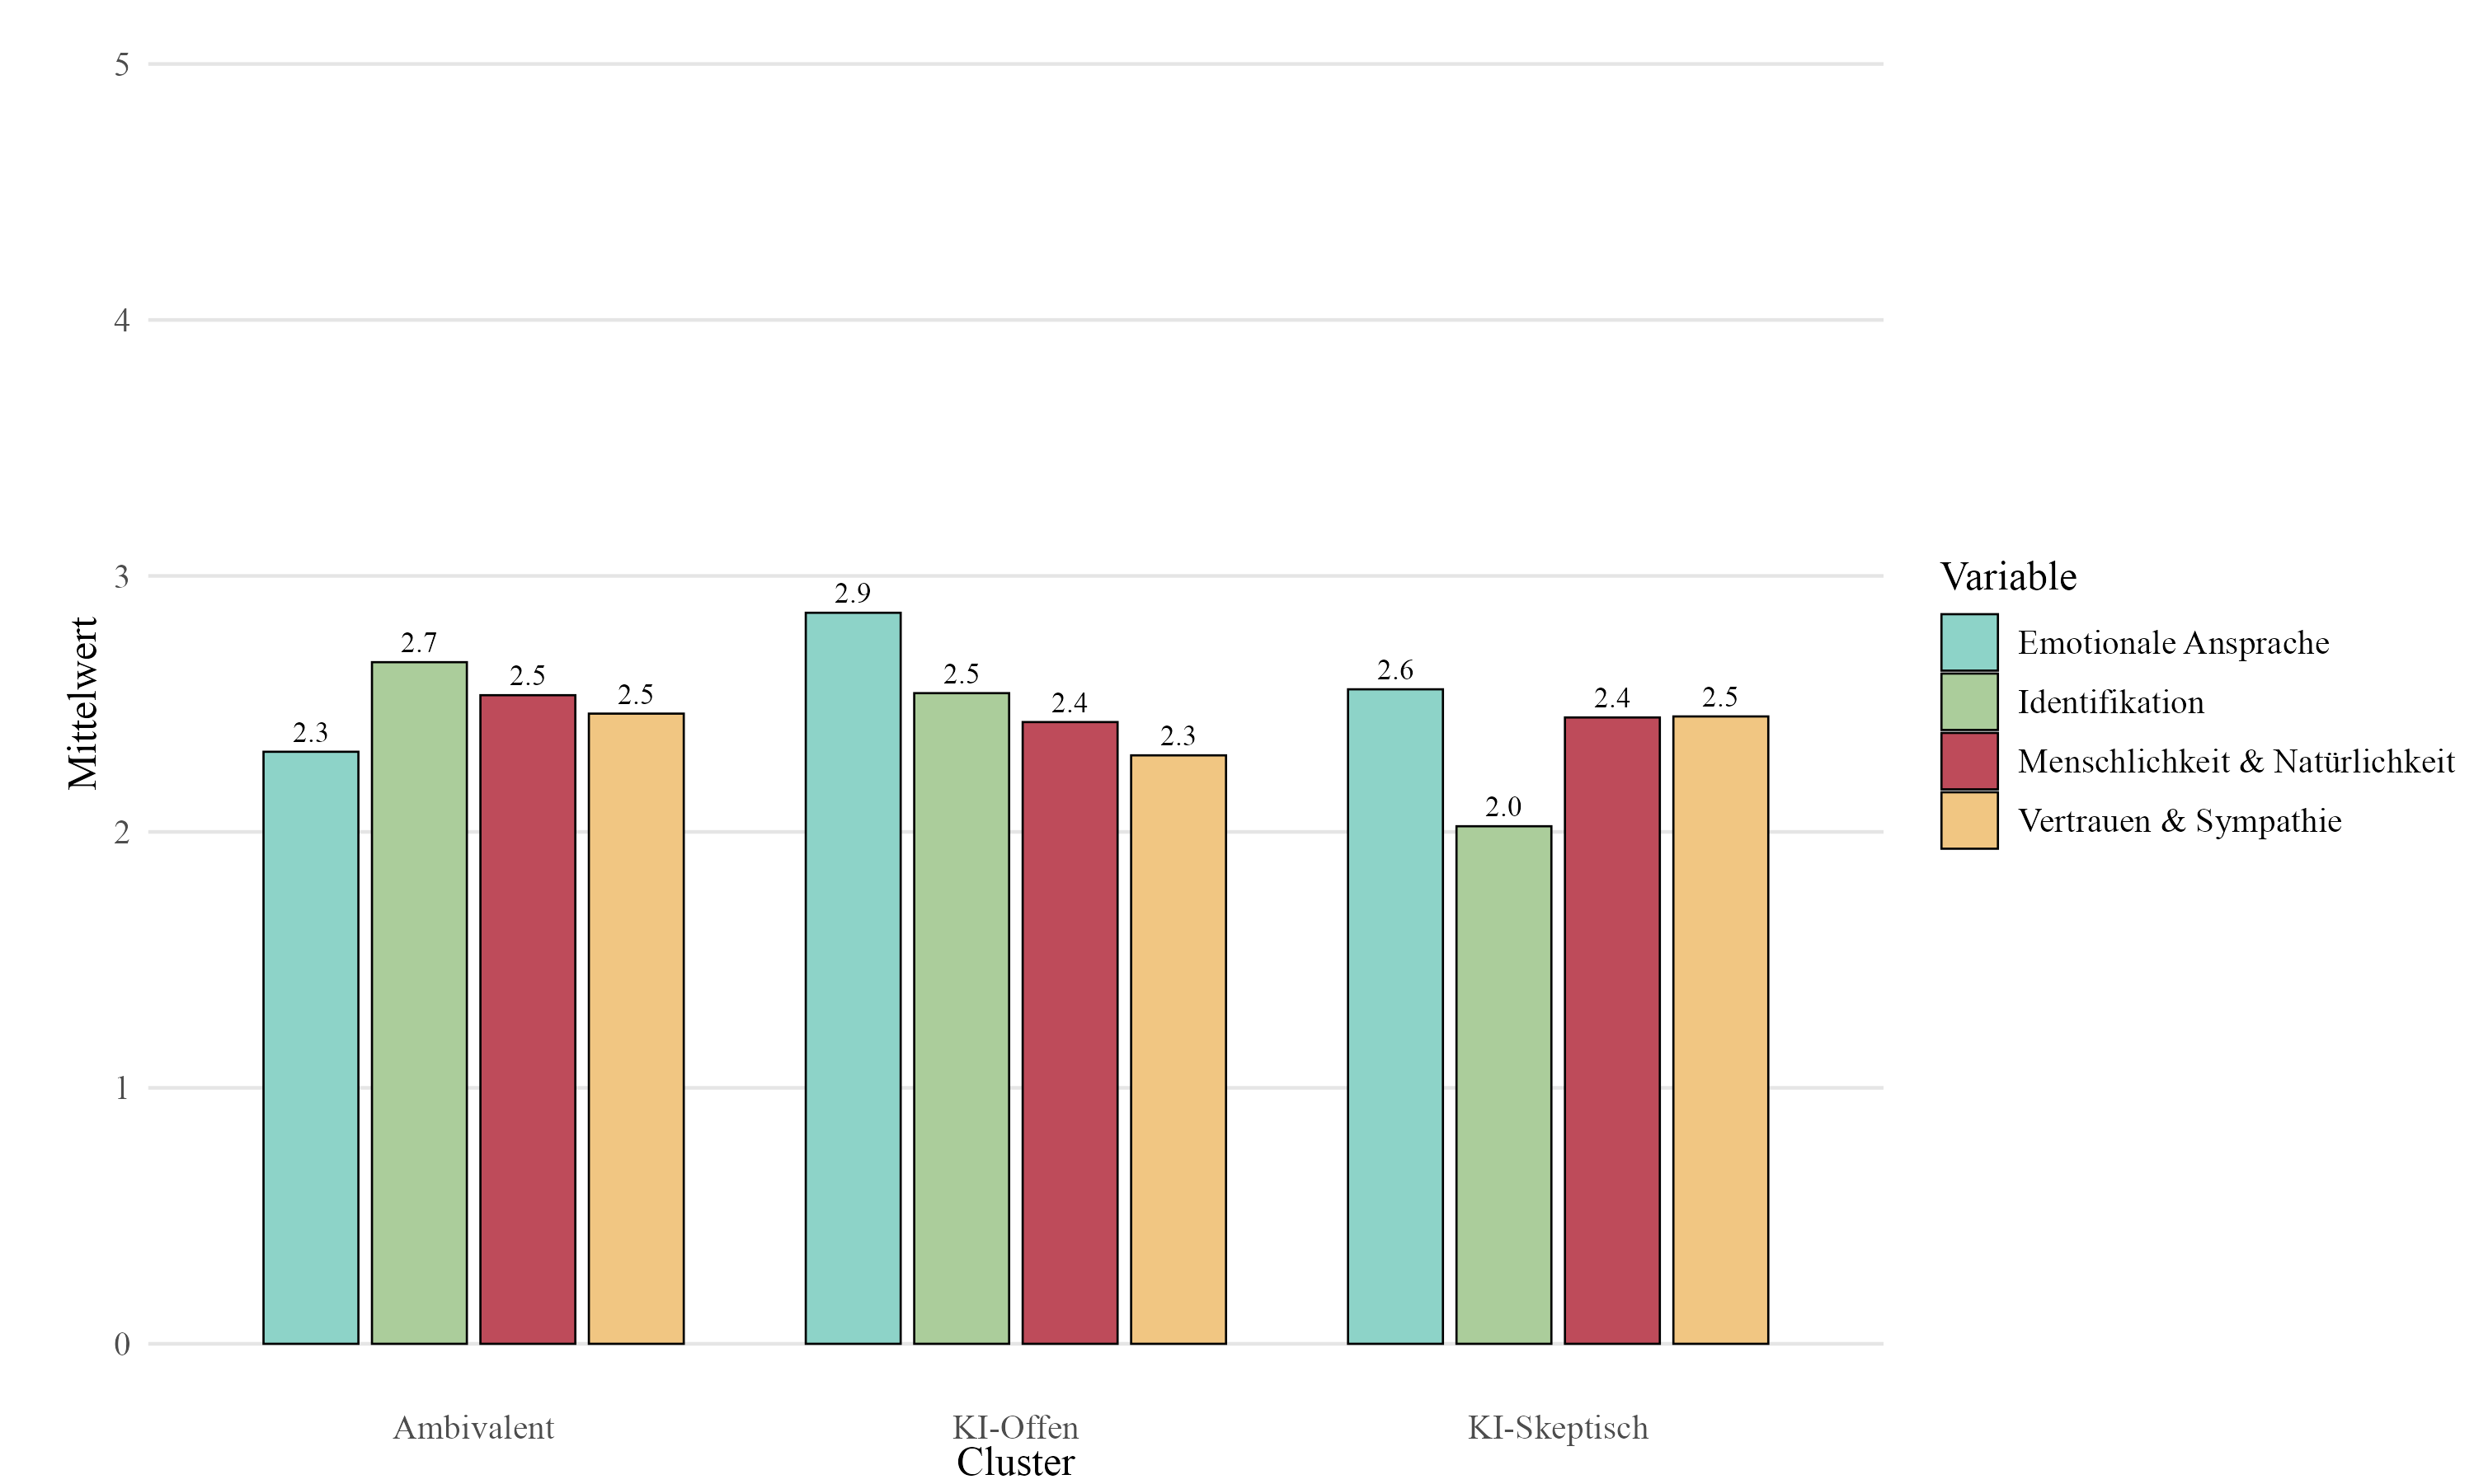 5
4
3
2
1
0
Mittelwert
2.3
2.7
2.5
2.5
2.9
2.5
2.4
2.3
2.6
2.0
2.4
2.5
Ambivalent
KI-Offen
KI-Skeptisch
Cluster
Variable
Emotionale Ansprache
Identifikation
Menschlichkeit & Natürlichkeit
Vertrauen & Sympathie